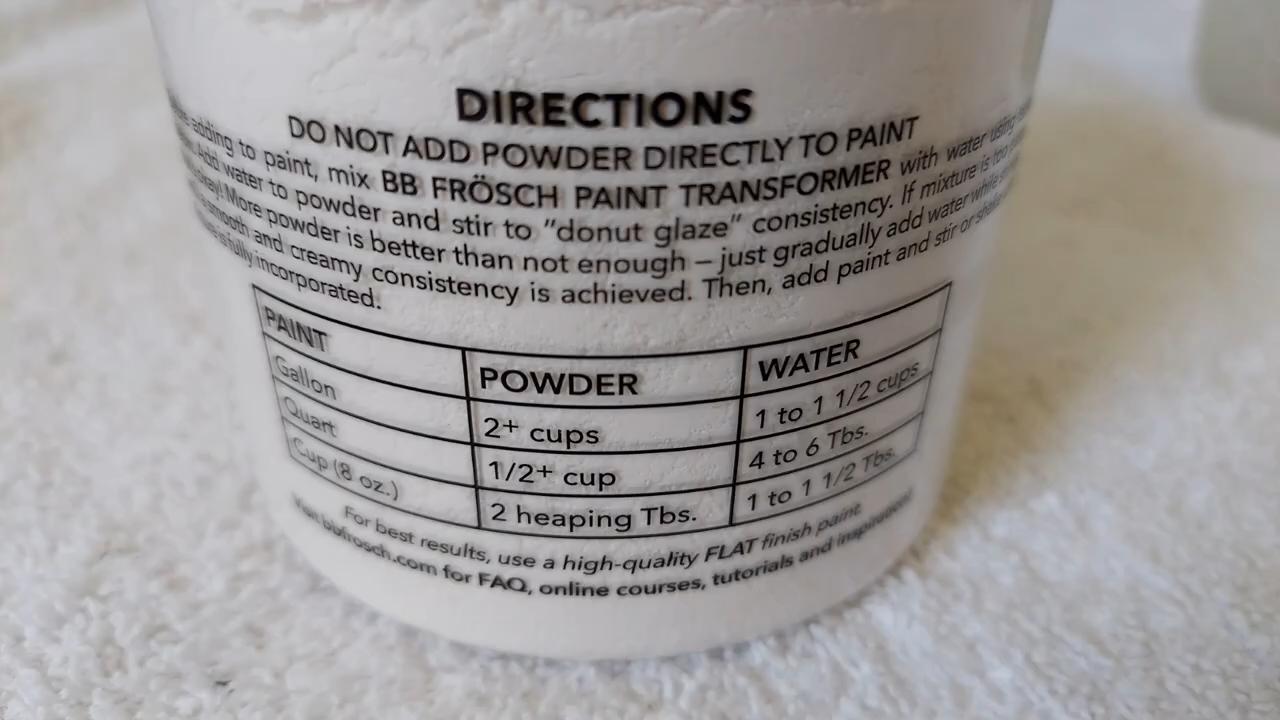 DIRECTIONS
DO NOT ADD POWDER DIRECTLY TO PAINT
adding to paint, mix BB FRÖSCH PAINT TRANSFORMER with water using
Add water to powder and stir to "donut glaze" consistency. If mixture is too
More powder is better than not enough – just gradually add water while
smooth and creamy consistency is achieved. Then, add paint and stir or
is fully incorporated.
PAINT POWDER WATER
Gallon 2+ cups 1 to 1 1/2 cups
Quart 1/2+ cup 4 to 6 Tbs.
Cup (8 oz.) 2 heaping Tbs. 1 to 1 1/2 Tbs.
For best results, use a high-quality FLAT finish paint.
Visit bbfrosch.com for FAQ, online courses, tutorials and inspiration!